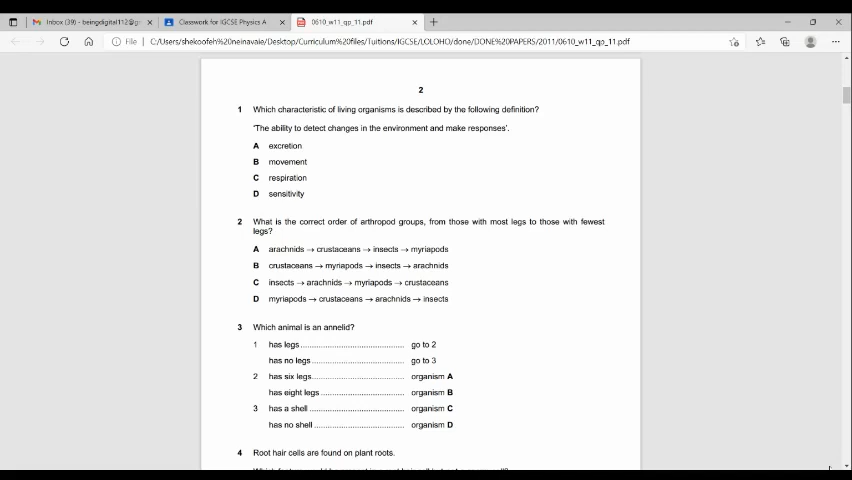 Inbox (39) - beingdigital112@g
Classwork for IGCSE Physics A
0610_w11_qp_11.pdf
File
C:/Users/shekoofeh%20neinavaie/Desktop/Curriculum%20files/Tuitions/IGCSE/LOLOHO/done/DONE%20PAPERS/2011/0610_w11_qp_11.pdf
2
1 Which characteristic of living organisms is described by the following definition?
'The ability to detect changes in the environment and make responses'.
A excretion
B movement
C respiration
D sensitivity
2 What is the correct order of arthropod groups, from those with most legs to those with fewest
legs?
A arachnids → crustaceans → insects → myriapods
B crustaceans → myriapods → insects → arachnids
C insects → arachnids → myriapods → crustaceans
D myriapods → crustaceans → arachnids → insects
3 Which animal is an annelid?
1 has legs........................................ go to 2
has no legs................................... go to 3
2 has six legs................................... organism A
has eight legs ............................... organism B
3 has a shell .................................... organism C
has no shell .................................. organism D
4 Root hair cells are found on plant roots.